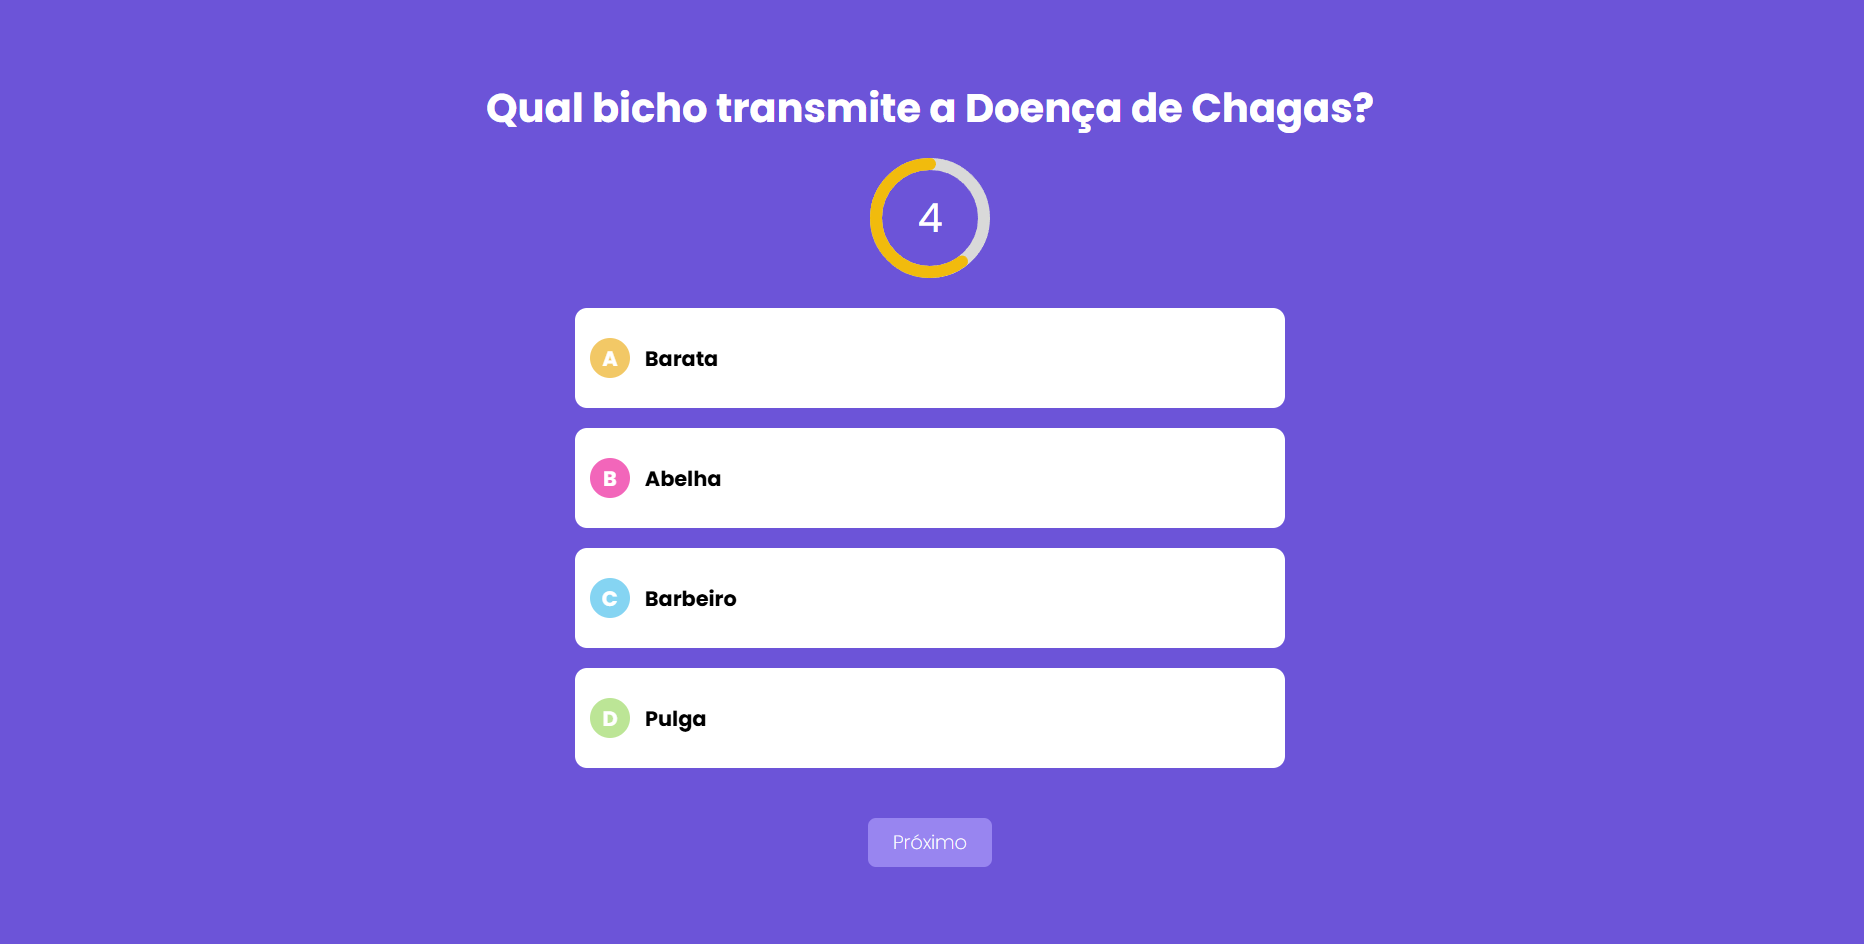 Qual bicho transmite a Doença de Chagas?
4
A Barata
B Abelha
C Barbeiro
D Pulga
Próximo